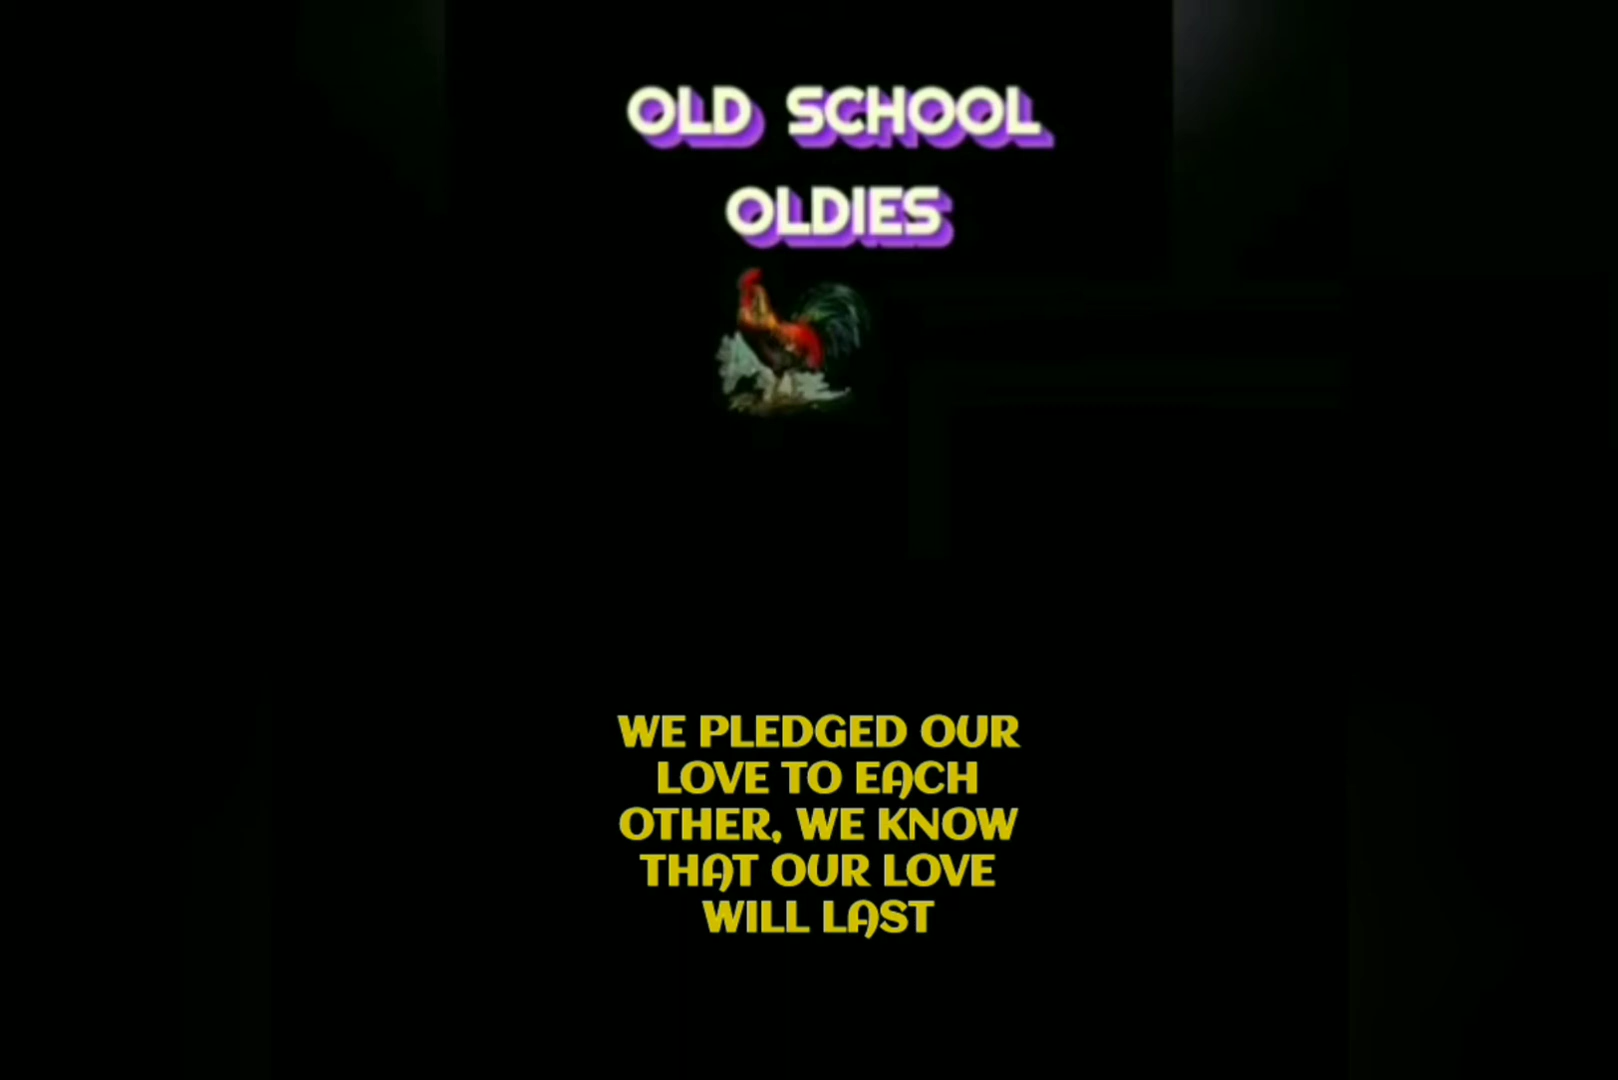 OLD SCHOOL
OLDIES
WE PLEDGED OUR
LOVE TO EACH
OTHER, WE KNOW
THAT OUR LOVE
WILL LAST